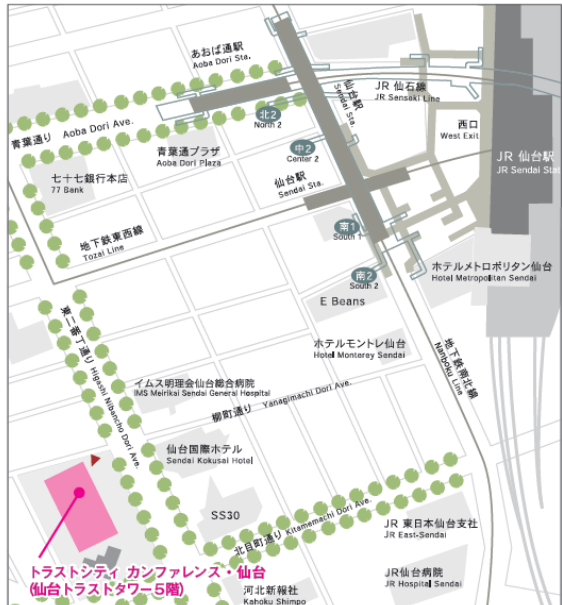 あおば通駅
Aoba Dori Sta.
仙台駅
Sendai Sta.
JR 仙石線
JR Senseki Line
北2
North 2
青葉通り Aoba Dori Ave.
中2
Center 2
西口
West Exit
JR 仙台駅
JR Sendai Stat
青葉通プラザ
Aoba Dori Plaza
七十七銀行本店
77 Bank
仙台駅
Sendai Sta.
地下鉄東西線
Tozai Line
南1
South 1
南2
South 2
ホテルメトロポリタン仙台
Hotel Metropolitan Sendai
E Beans
ホテルモントレ仙台
Hotel Monterey Sendai
地下鉄南北線
Nanboku Line
東二番丁通り Higashi Nibancho Dori Ave.
イムス明理会仙台総合病院
IMS Meirikai Sendai General Hospital
柳町通り Yanagimachi Dori Ave.
仙台国際ホテル
Sendai Kokusai Hotel
SS30
北目町通り Kitamemachi Dori Ave.
JR 東日本仙台支社
JR East-Sendai
トラストシティ カンファレンス・仙台
(仙台トラストタワー5階)
JR仙台病院
JR Hospital Sendai
河北新報社
Kahoku Shimpo